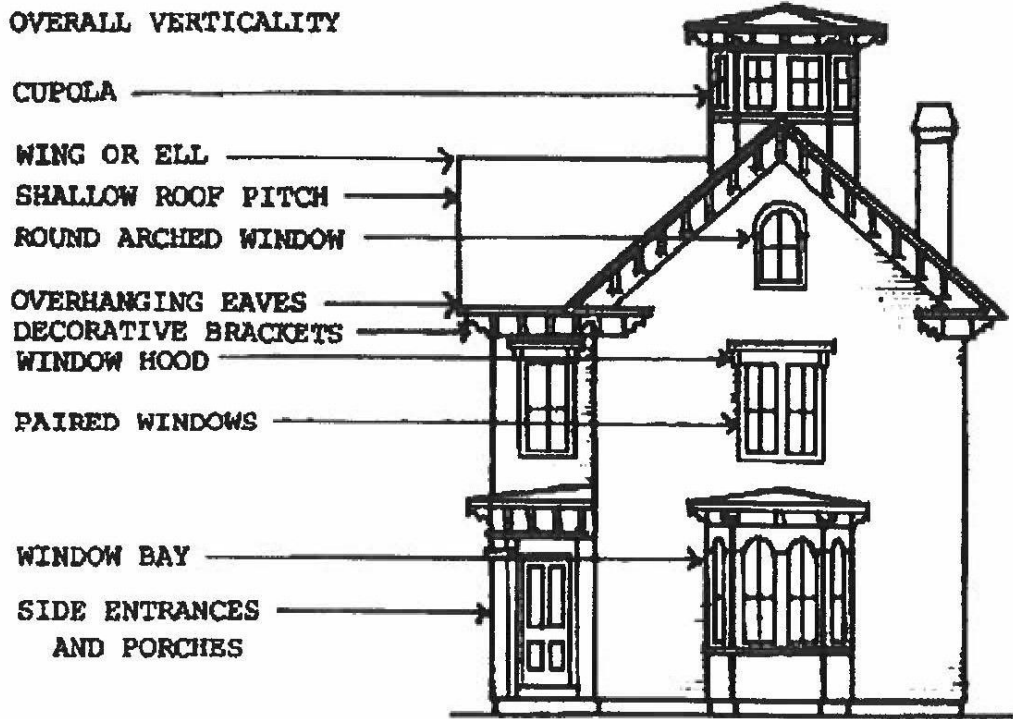 OVERALL VERTICALITY
CUPOLA
WING OR ELL
SHALLOW ROOF PITCH
ROUND ARCHED WINDOW
OVERHANGING EAVES
DECORATIVE BRACKETS
WINDOW HOOD
PAIRED WINDOWS
WINDOW BAY
SIDE ENTRANCES
AND PORCHES